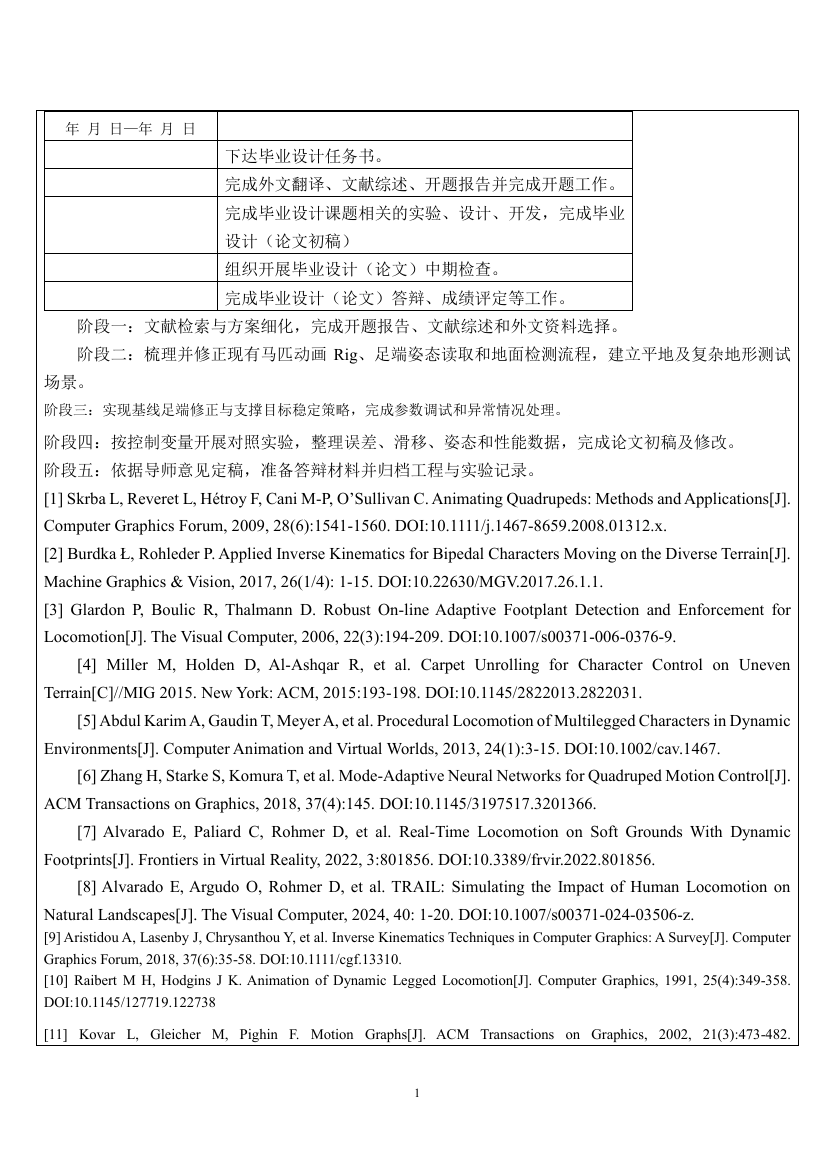 年 月 日—年 月 日
下达毕业设计任务书。
完成外文翻译、文献综述、开题报告并完成开题工作。
完成毕业设计课题相关的实验、设计、开发，完成毕业
设计（论文初稿）
组织开展毕业设计（论文）中期检查。
完成毕业设计（论文）答辩、成绩评定等工作。
阶段一：文献检索与方案细化，完成开题报告、文献综述和外文资料选择。
阶段二：梳理并修正现有马匹动画 Rig、足端姿态读取和地面检测流程，建立平地及复杂地形测试
场景。
阶段三：实现基线足端修正与支撑目标稳定策略，完成参数调试和异常情况处理。
阶段四：按控制变量开展对照实验，整理误差、滑移、姿态和性能数据，完成论文初稿及修改。
阶段五：依据导师意见定稿，准备答辩材料并归档工程与实验记录。
[1] Skrba L, Reveret L, Hétroy F, Cani M-P, O’Sullivan C. Animating Quadrupeds: Methods and Applications[J].
Computer Graphics Forum, 2009, 28(6):1541-1560. DOI:10.1111/j.1467-8659.2008.01312.x.
[2] Burdka Ł, Rohleder P. Applied Inverse Kinematics for Bipedal Characters Moving on the Diverse Terrain[J].
Machine Graphics & Vision, 2017, 26(1/4): 1-15. DOI:10.22630/MGV.2017.26.1.1.
[3] Glardon P, Boulic R, Thalmann D. Robust On-line Adaptive Footplant Detection and Enforcement for
Locomotion[J]. The Visual Computer, 2006, 22(3):194-209. DOI:10.1007/s00371-006-0376-9.
[4] Miller M, Holden D, Al-Ashqar R, et al. Carpet Unrolling for Character Control on Uneven
Terrain[C]//MIG 2015. New York: ACM, 2015:193-198. DOI:10.1145/2822013.2822031.
[5] Abdul Karim A, Gaudin T, Meyer A, et al. Procedural Locomotion of Multilegged Characters in Dynamic
Environments[J]. Computer Animation and Virtual Worlds, 2013, 24(1):3-15. DOI:10.1002/cav.1467.
[6] Zhang H, Starke S, Komura T, et al. Mode-Adaptive Neural Networks for Quadruped Motion Control[J].
ACM Transactions on Graphics, 2018, 37(4):145. DOI:10.1145/3197517.3201366.
[7] Alvarado E, Paliard C, Rohmer D, et al. Real-Time Locomotion on Soft Grounds With Dynamic
Footprints[J]. Frontiers in Virtual Reality, 2022, 3:801856. DOI:10.3389/frvir.2022.801856.
[8] Alvarado E, Argudo O, Rohmer D, et al. TRAIL: Simulating the Impact of Human Locomotion on
Natural Landscapes[J]. The Visual Computer, 2024, 40: 1-20. DOI:10.1007/s00371-024-03506-z.
[9] Aristidou A, Lasenby J, Chrysanthou Y, et al. Inverse Kinematics Techniques in Computer Graphics: A Survey[J]. Computer
Graphics Forum, 2018, 37(6):35-58. DOI:10.1111/cgf.13310.
[10] Raibert M H, Hodgins J K. Animation of Dynamic Legged Locomotion[J]. Computer Graphics, 1991, 25(4):349-358.
DOI:10.1145/127719.122738
[11] Kovar L, Gleicher M, Pighin F. Motion Graphs[J]. ACM Transactions on Graphics, 2002, 21(3):473-482.
1